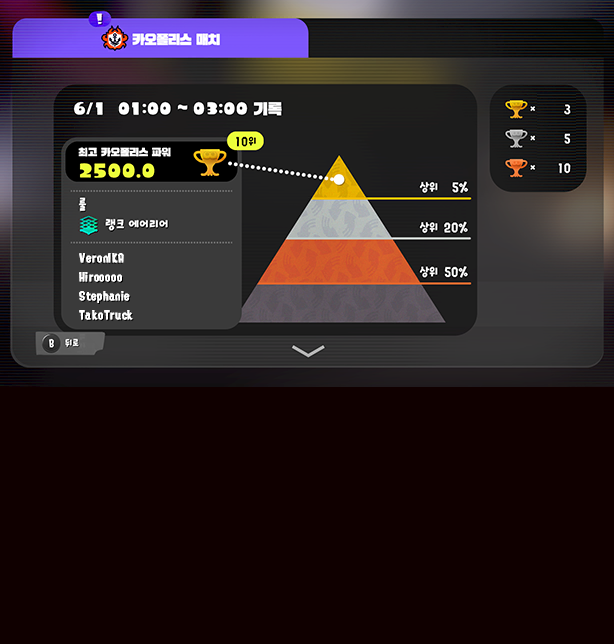 !
카오폴리스 매치
6/1 01:00 ~ 03:00 기록
10위
최고 카오폴리스 파워
2500.0
룰
랭크 에어리어
VeronIKA
Hirooooo
Stephanie
TakoTruck
상위 5%
상위 20%
상위 50%
× 3
× 5
× 10
B 뒤로